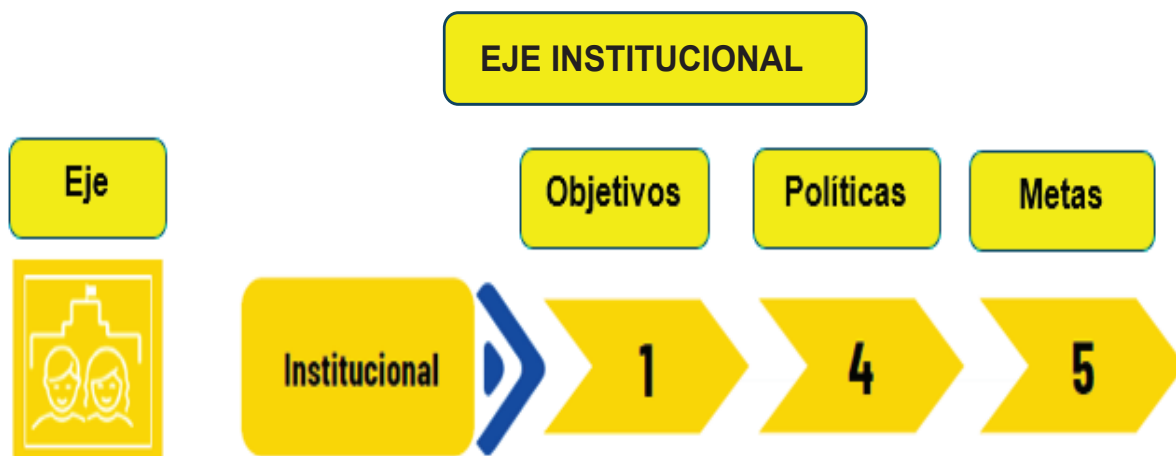 EJE INSTITUCIONAL
Eje
Objetivos
Políticas
Metas
Institucional
1
4
5